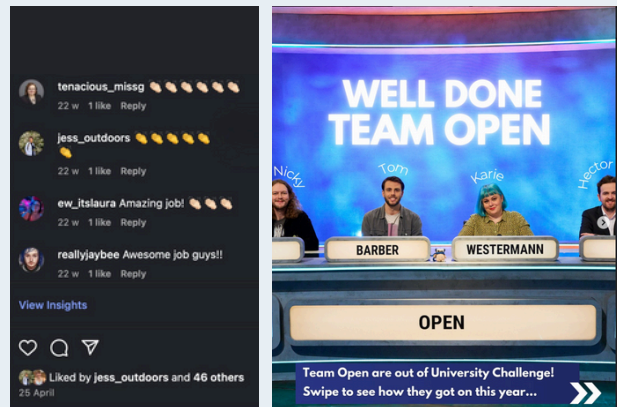 tenacious_missg 👏🏻👏🏻👏🏻👏🏻👏🏻👏🏻
22 w 1 like Reply
jess_outdoors 👏👏👏👏👏
👏
22 w 1 like Reply
ew_itslaura Amazing job! 👏🏻👏🏻👏🏻
22 w 1 like Reply
reallyjaybee Awesome job guys!!
22 w 1 like Reply
View Insights
Liked by jess_outdoors and 46 others
25 April
WELL DONE
TEAM OPEN
Nicky
Tom
Karie
Hector
BARBER
WESTERMANN
OPEN
Team Open are out of University Challenge!
Swipe to see how they got on this year...